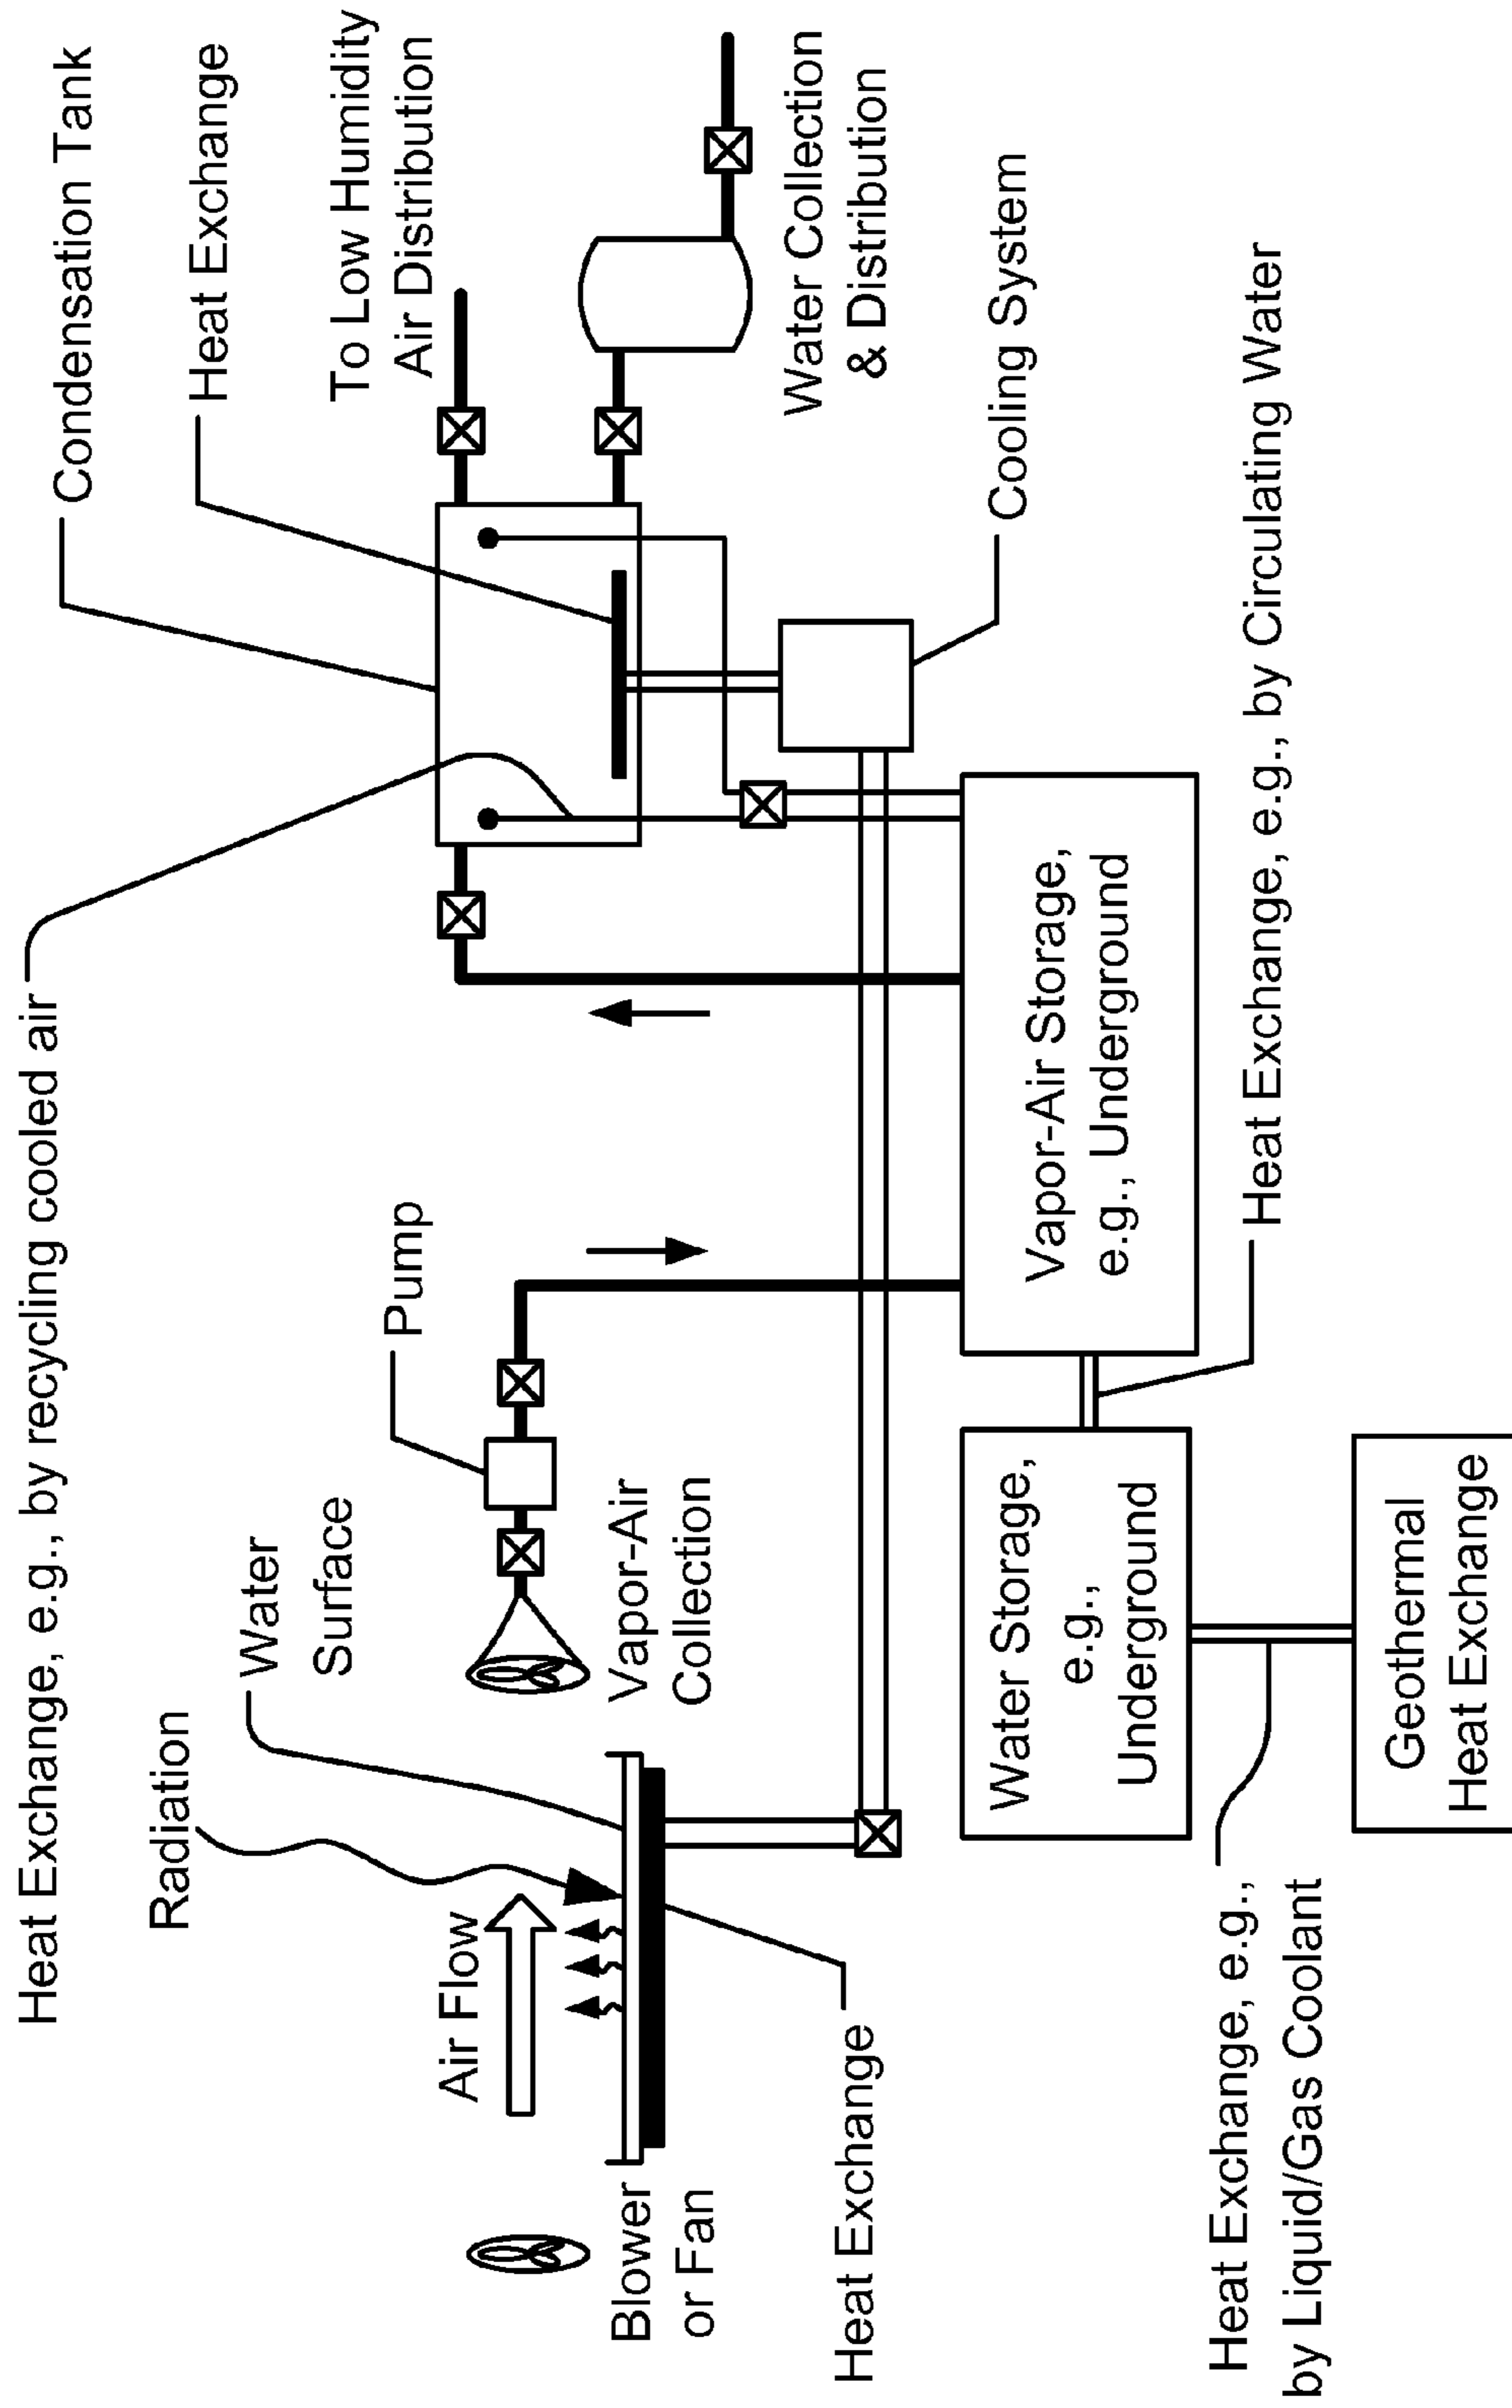 Heat Exchange, e.g., by recycling cooled air
Condensation Tank
Heat Exchange
To Low Humidity
Air Distribution
Radiation
Water
Surface
Pump
Air Flow
Blower
or Fan
Vapor-Air
Collection
Water Collection
& Distribution
Heat Exchange
Cooling System
Water Storage,
e.g.,
Underground
Vapor-Air Storage,
e.g., Underground
Heat Exchange, e.g.,
by Liquid/Gas Coolant
Heat Exchange, e.g., by Circulating Water
Geothermal
Heat Exchange